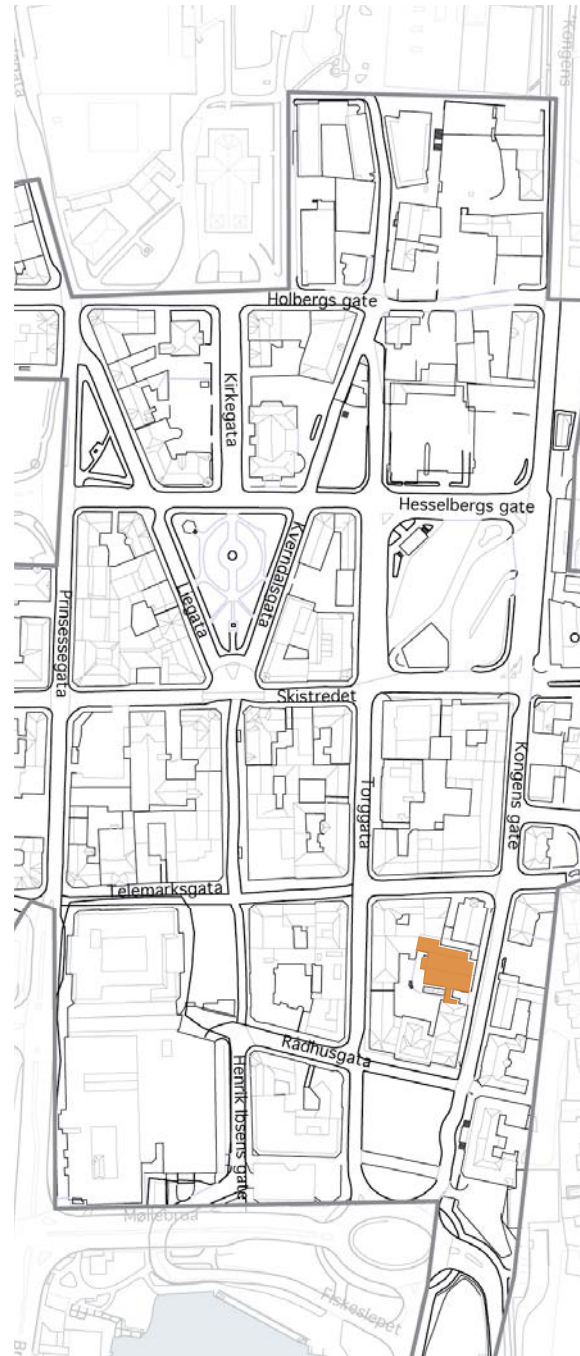 Kongens
Holbergs gate
Kirkegata
Hesselbergs gate
Kverndalsgata
Liegata
Prinsessegata
Skistredet
Torggata
Kongens gate
Telemarksgata
Rådhusgata
Henrik Ibsens gate
Møllebrua
Fiskeslepet